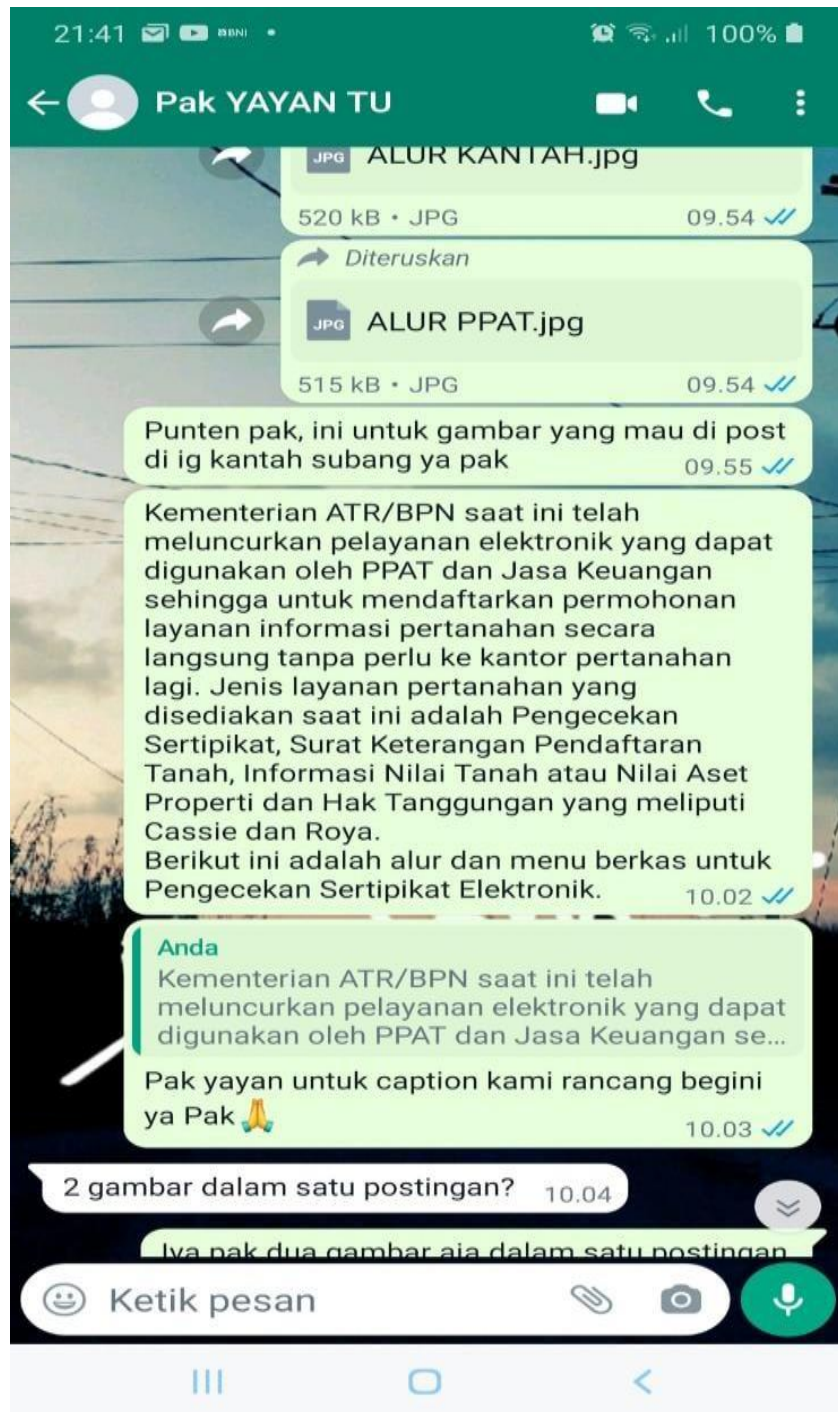 21:41 BNI 100%
Pak YAYAN TU
JPG ALUR KANTAH.jpg
520 kB • JPG 09.54
Diteruskan
JPG ALUR PPAT.jpg
515 kB • JPG 09.54
Punten pak, ini untuk gambar yang mau di post
di ig kantah subang ya pak 09.55
Kementerian ATR/BPN saat ini telah
meluncurkan pelayanan elektronik yang dapat
digunakan oleh PPAT dan Jasa Keuangan
sehingga untuk mendaftarkan permohonan
layanan informasi pertanahan secara
langsung tanpa perlu ke kantor pertanahan
lagi. Jenis layanan pertanahan yang
disediakan saat ini adalah Pengecekan
Sertipikat, Surat Keterangan Pendaftaran
Tanah, Informasi Nilai Tanah atau Nilai Aset
Properti dan Hak Tanggungan yang meliputi
Cassie dan Roya.
Berikut ini adalah alur dan menu berkas untuk
Pengecekan Sertipikat Elektronik. 10.02
Anda
Kementerian ATR/BPN saat ini telah
meluncurkan pelayanan elektronik yang dapat
digunakan oleh PPAT dan Jasa Keuangan se...
Pak yayan untuk caption kami rancang begini
ya Pak 🙏 10.03
2 gambar dalam satu postingan? 10.04
Iya pak dua gambar aja dalam satu postingan
Ketik pesan